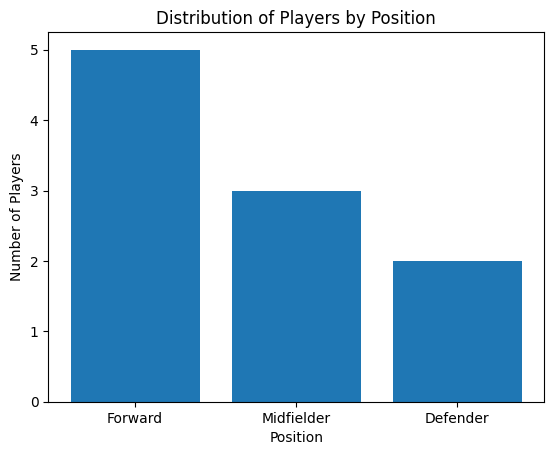 Distribution of Players by Position
Number of Players
5
4
3
2
1
0
Forward Midfielder Defender
Position